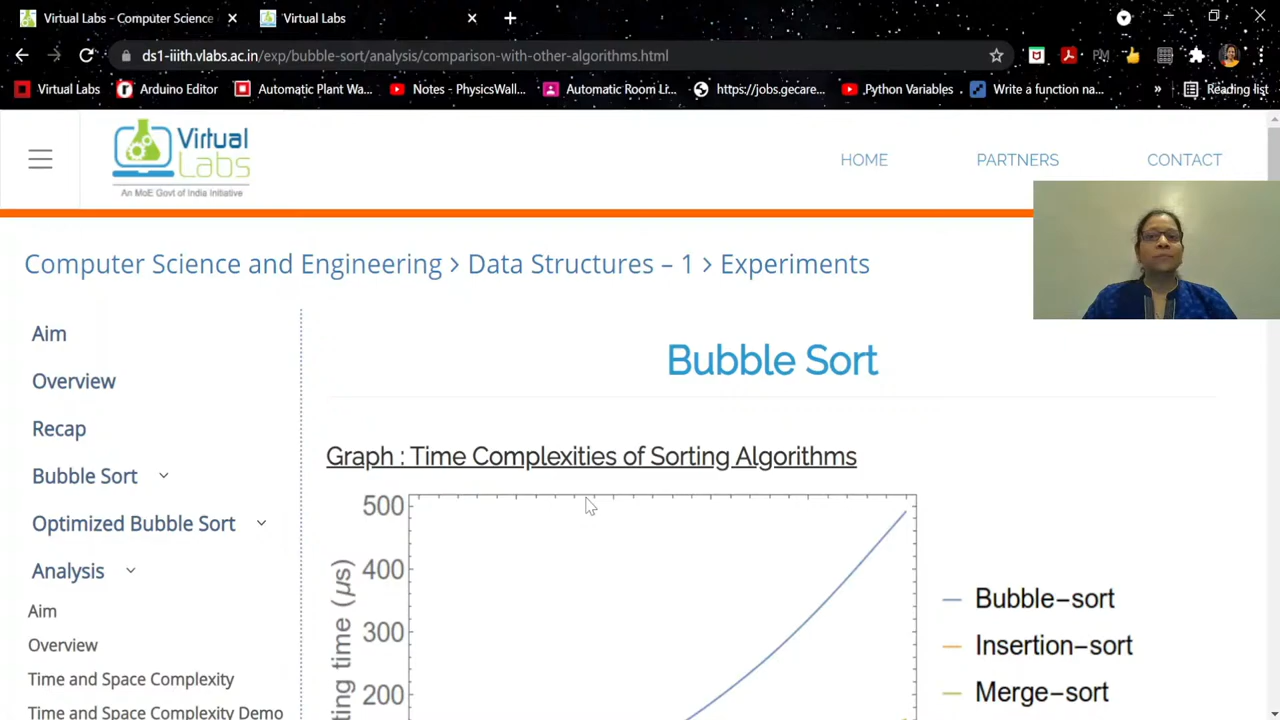 Virtual Labs - Computer Science
Virtual Labs
ds1-iiith.vlabs.ac.in/exp/bubble-sort/analysis/comparison-with-other-algorithms.html
Virtual Labs
Arduino Editor
Automatic Plant Wa...
Notes - PhysicsWall...
Automatic Room Li...
https://jobs.gecare...
Python Variables
Write a function na...
»
Reading list
Virtual
Labs
An MoE Govt of India Initiative
HOME
PARTNERS
CONTACT
Computer Science and Engineering > Data Structures – 1 > Experiments
Aim
Overview
Recap
Bubble Sort
Optimized Bubble Sort
Analysis
Aim
Overview
Time and Space Complexity
Time and Space Complexity Demo
Bubble Sort
Graph : Time Complexities of Sorting Algorithms
500
400
300
200
ting time (μs)
Bubble–sort
Insertion–sort
Merge–sort